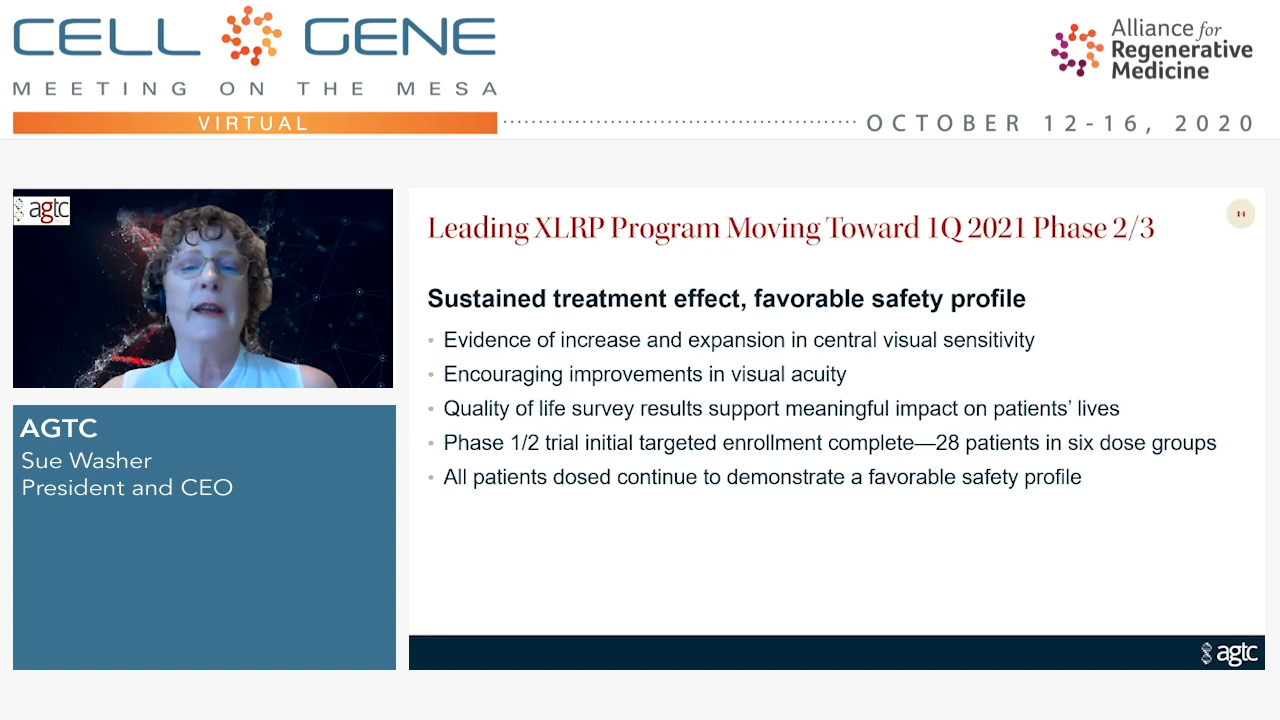 CELL GENE
MEETING ON THE MESA
VIRTUAL
Alliance for
Regenerative
Medicine
OCTOBER 12-16, 2020
agtc
AGTC
Sue Washer
President and CEO
Leading XLRP Program Moving Toward 1Q 2021 Phase 2/3
14
Sustained treatment effect, favorable safety profile
• Evidence of increase and expansion in central visual sensitivity
• Encouraging improvements in visual acuity
• Quality of life survey results support meaningful impact on patients’ lives
• Phase 1/2 trial initial targeted enrollment complete—28 patients in six dose groups
• All patients dosed continue to demonstrate a favorable safety profile
agtc